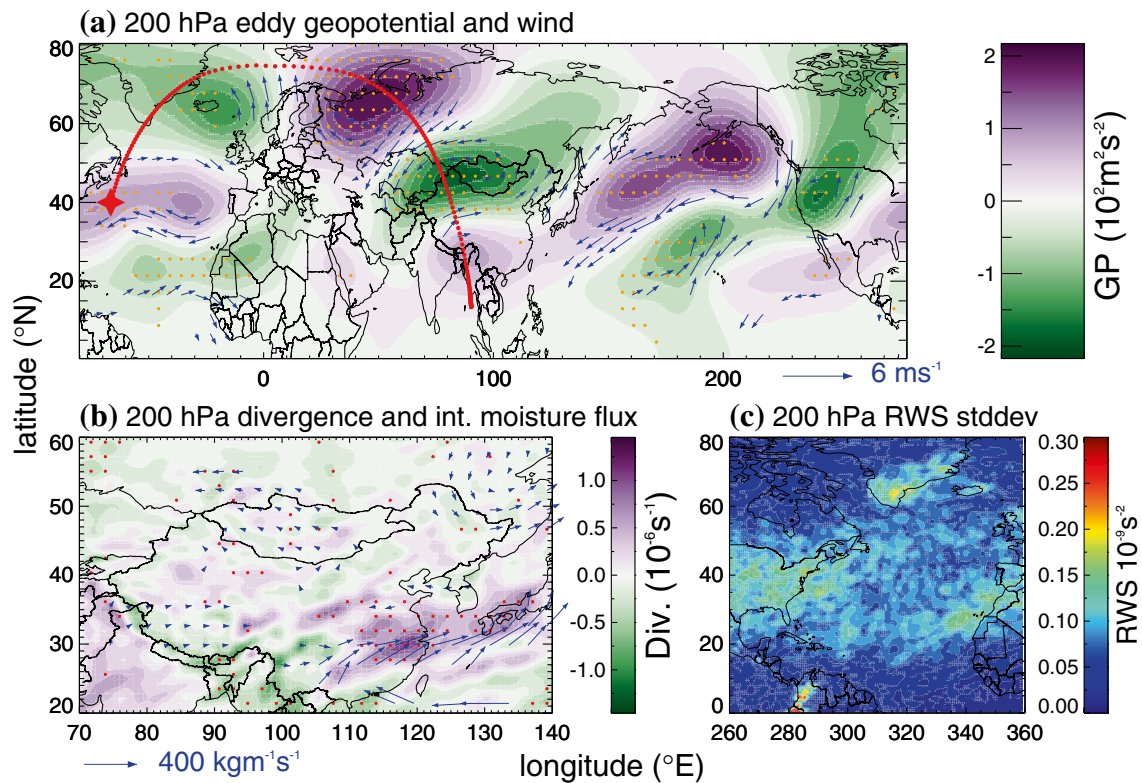 (a) 200 hPa eddy geopotential and wind
80
60
40
20
0
100
200
6 ms-1
2
1
0
-1
-2
GP (10²m²s⁻²)
latitude (°N)
(b) 200 hPa divergence and int. moisture flux
60
50
40
30
20
70 80 90 100 110 120 130 140
400 kgm⁻¹s⁻¹
1.0
0.5
0.0
-0.5
-1.0
Div. (10⁻⁶s⁻¹)
(c) 200 hPa RWS stddev
80
60
40
20
0
260 280 300 320 340 360
0.30
0.25
0.20
0.15
0.10
0.05
0.00
RWS 10⁻⁹s⁻²
longitude (°E)